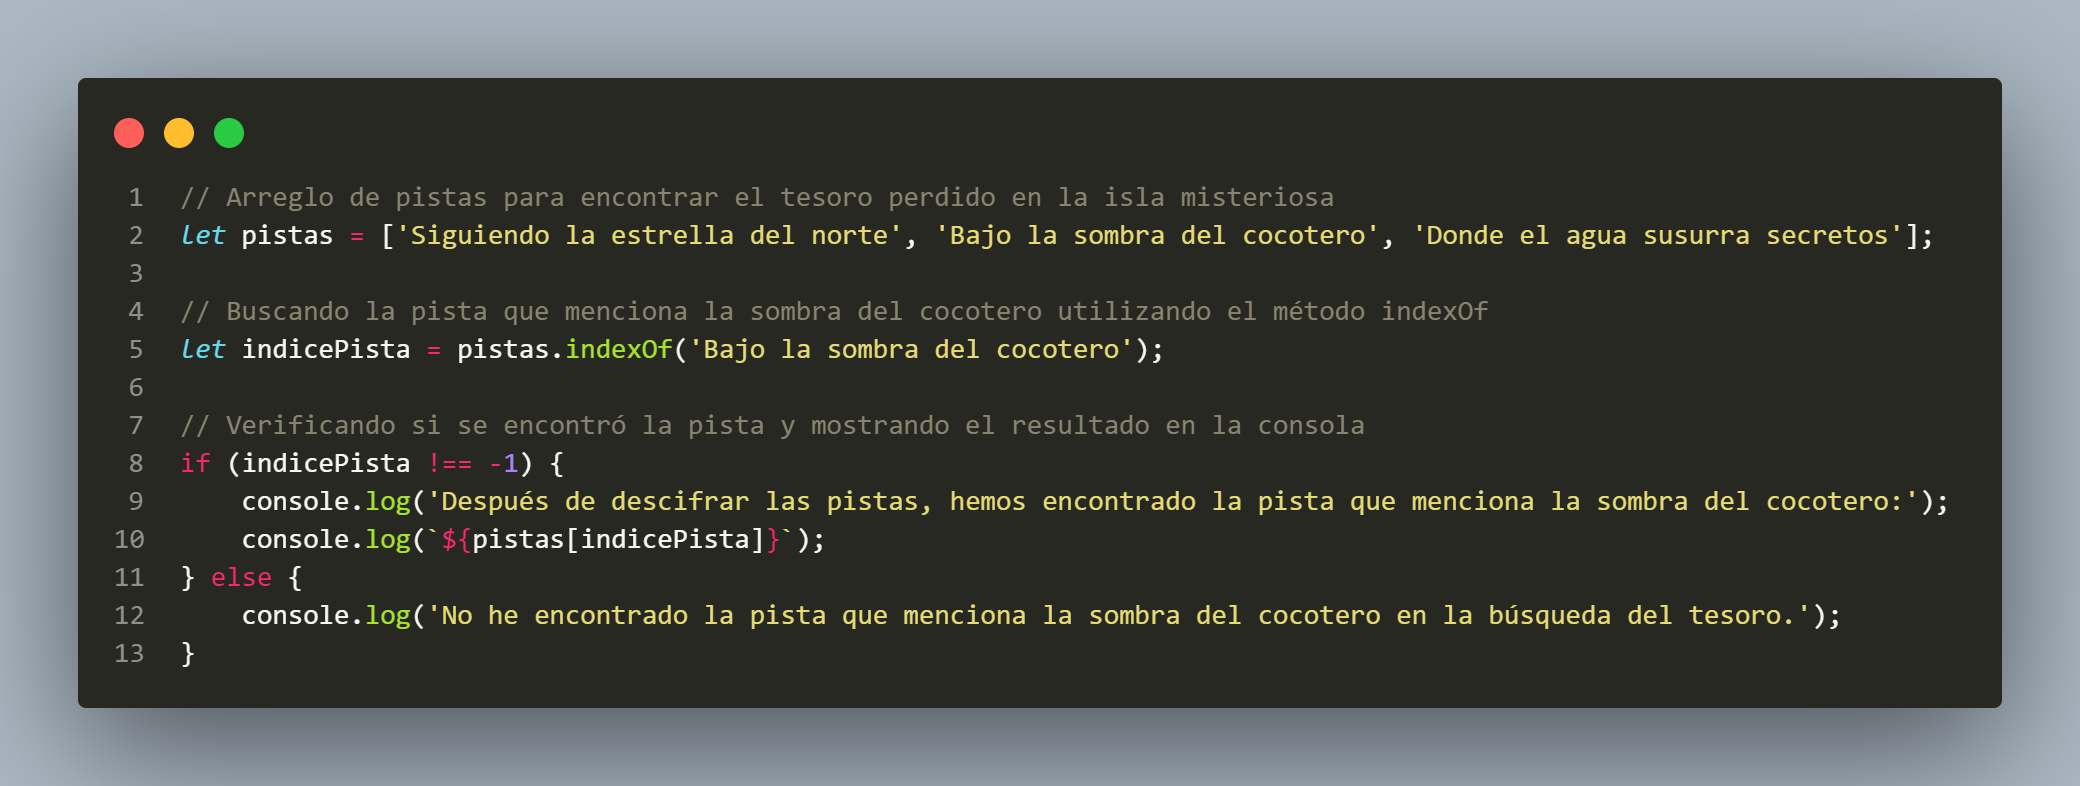 1 // Arreglo de pistas para encontrar el tesoro perdido en la isla misteriosa
2 let pistas = ['Siguiendo la estrella del norte', 'Bajo la sombra del cocotero', 'Donde el agua susurra secretos'];
3
4 // Buscando la pista que menciona la sombra del cocotero utilizando el método indexOf
5 let indicePista = pistas.indexOf('Bajo la sombra del cocotero');
6
7 // Verificando si se encontró la pista y mostrando el resultado en la consola
8 if (indicePista !== -1) {
9     console.log('Después de descifrar las pistas, hemos encontrado la pista que menciona la sombra del cocotero:');
10     console.log(`${pistas[indicePista]}`);
11 } else {
12     console.log('No he encontrado la pista que menciona la sombra del cocotero en la búsqueda del tesoro.');
13 }